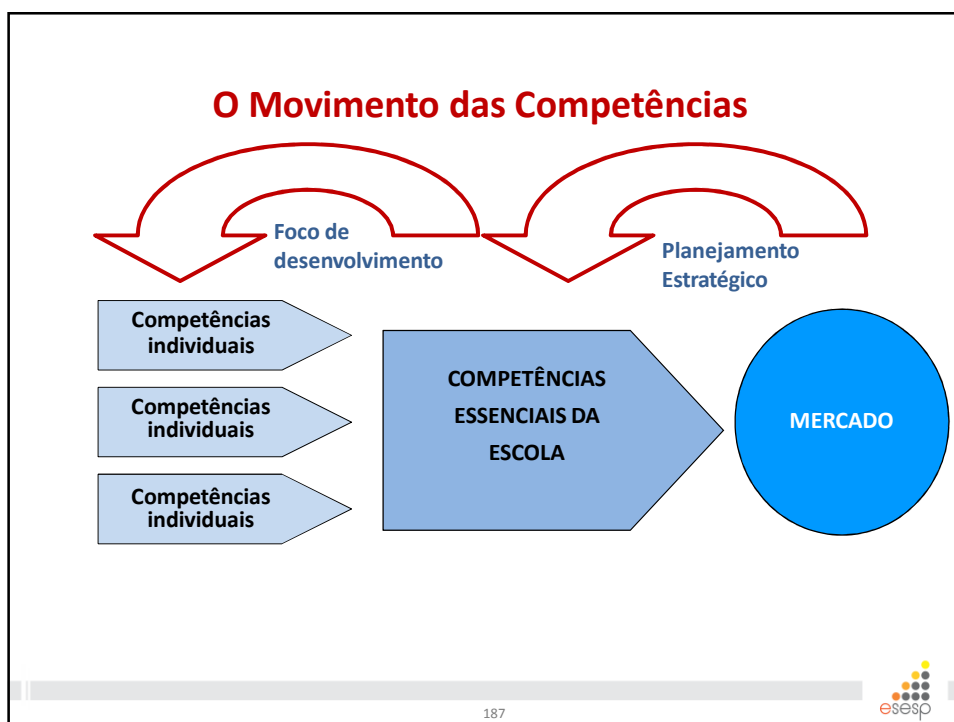 O Movimento das Competências
Foco de
desenvolvimento
Planejamento
Estratégico
Competências
individuais
Competências
individuais
Competências
individuais
COMPETÊNCIAS
ESSENCIAIS DA
ESCOLA
MERCADO
187
esesp